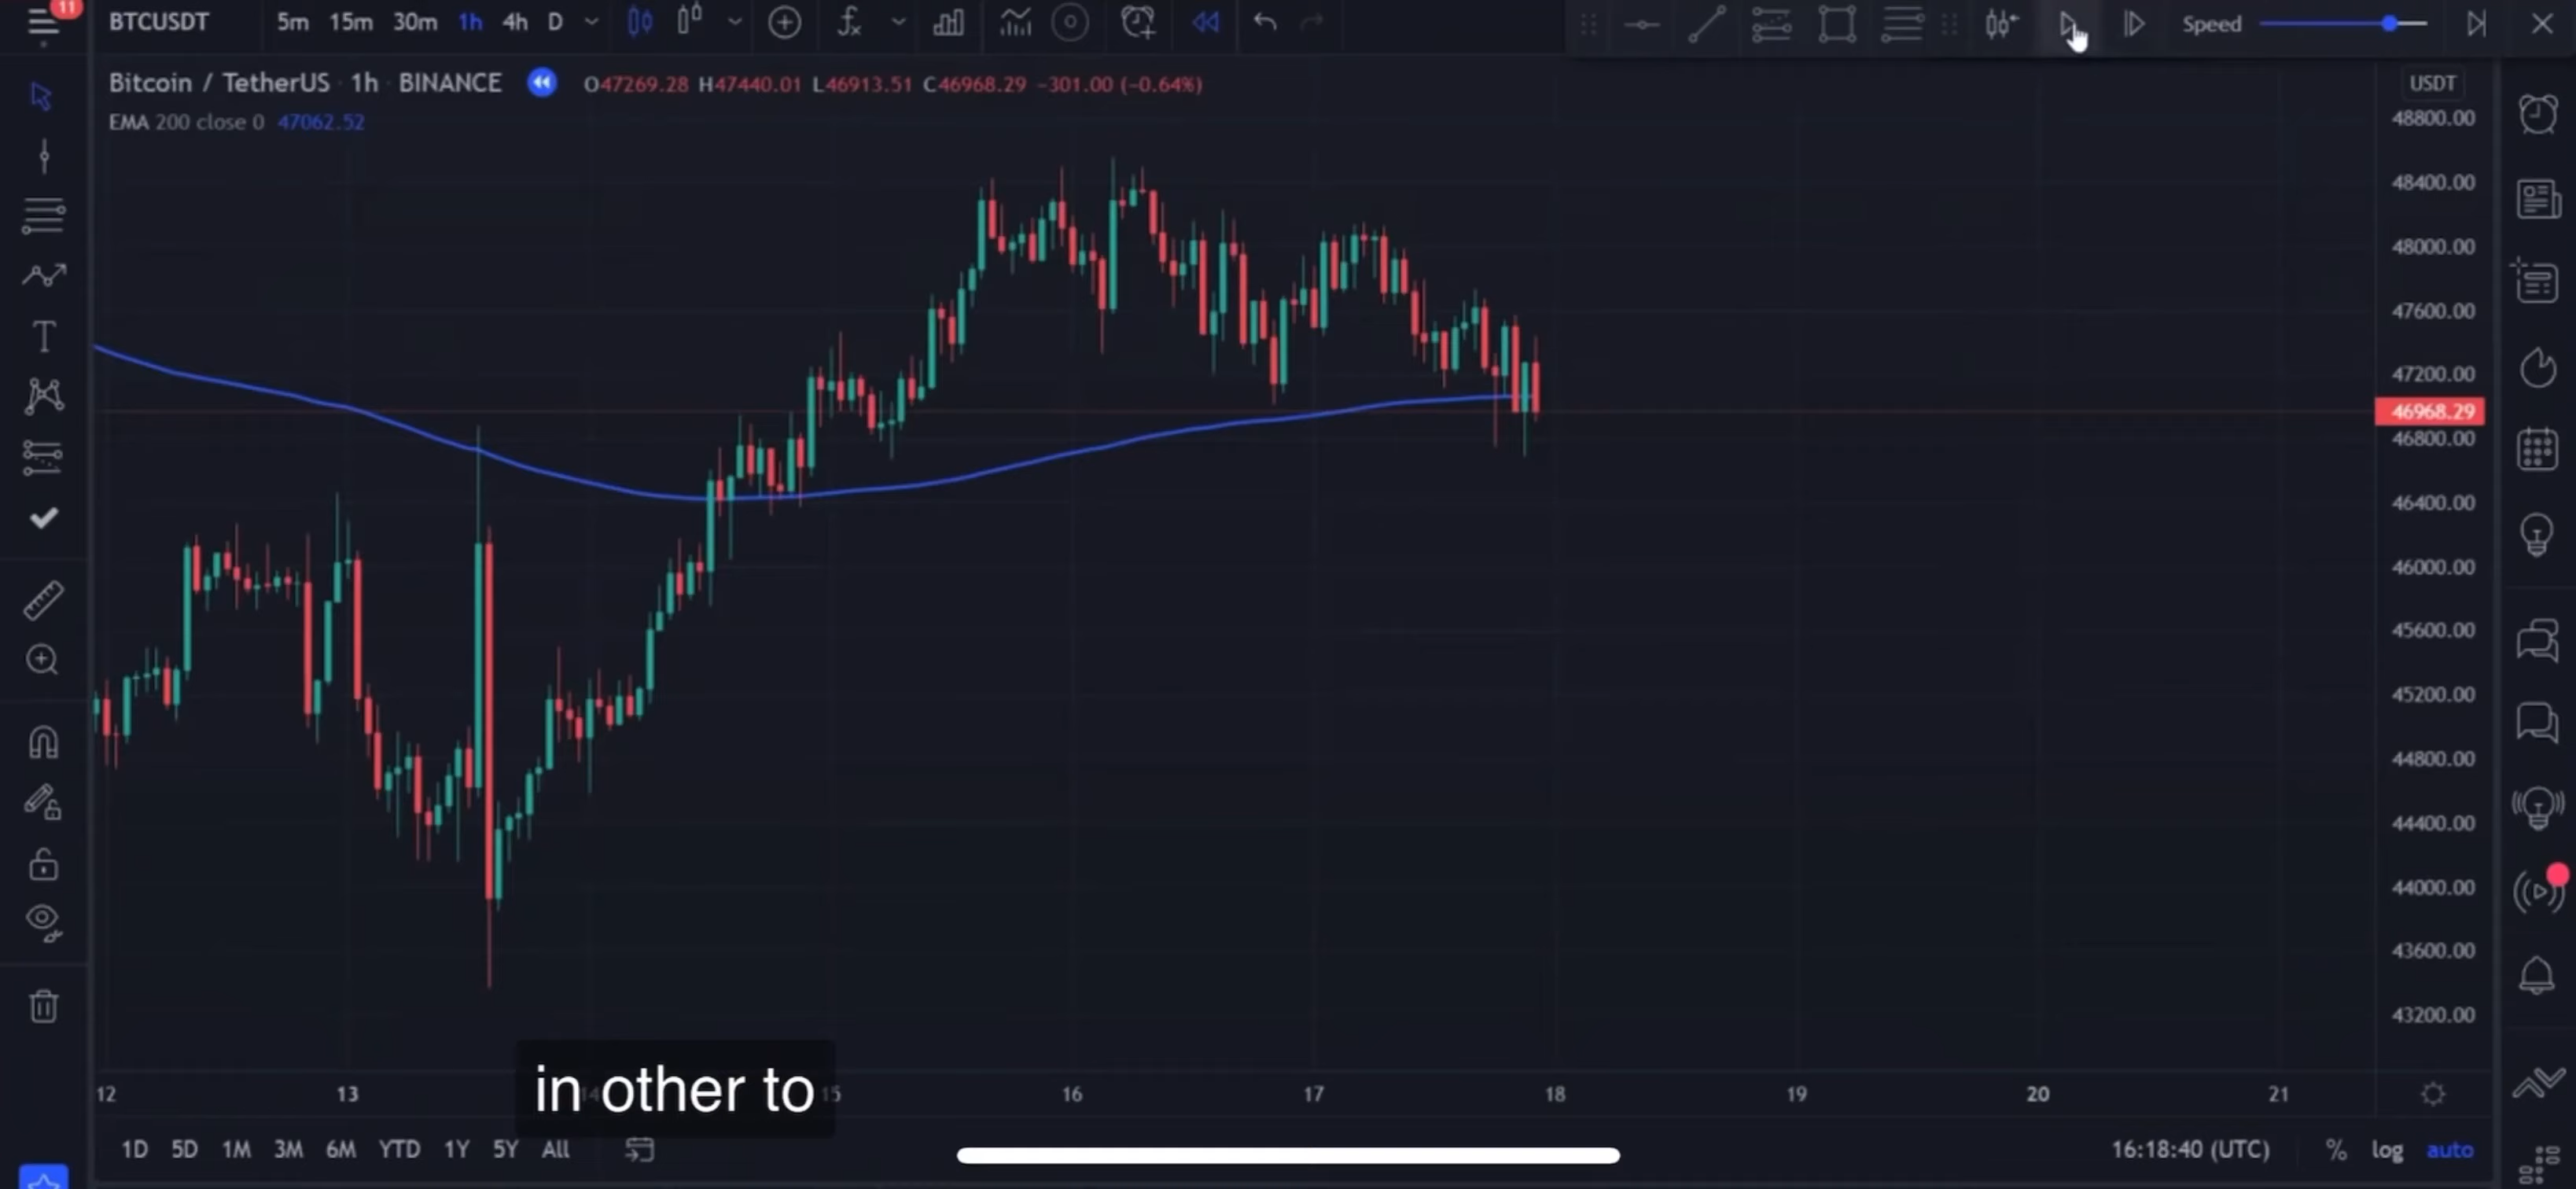 11
BTCUSDT 5m 15m 30m 1h 4h D Speed
Bitcoin / TetherUS · 1h · BINANCE O47269.28 H47440.01 L46913.51 C46968.29 −301.00 (−0.64%) USDT
EMA 200 close 0 47062.52
48800.00
48400.00
48000.00
47600.00
47200.00
46968.29
46800.00
46400.00
46000.00
45600.00
45200.00
44800.00
44400.00
44000.00
43600.00
43200.00
in other to
12 13 14 15 16 17 18 19 20 21
1D 5D 1M 3M 6M YTD 1Y 5Y All 16:18:40 (UTC) % log auto